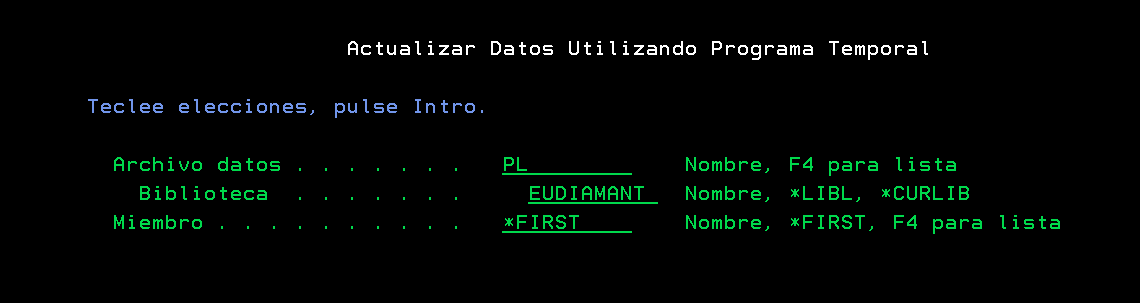 Actualizar Datos Utilizando Programa Temporal
Teclee elecciones, pulse Intro.
Archivo datos . . . . . . . PL Nombre, F4 para lista
Biblioteca . . . . . . . EUDIAMANT Nombre, *LIBL, *CURLIB
Miembro . . . . . . . . . . *FIRST Nombre, *FIRST, F4 para lista